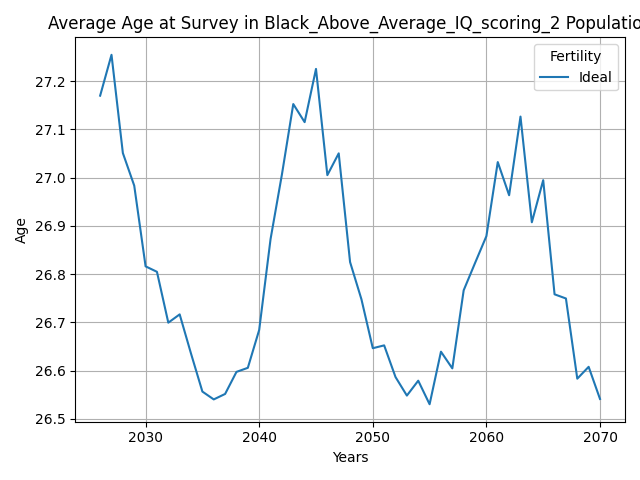 Average Age at Survey in Black_Above_Average_IQ_scoring_2 Populatio
Fertility
Ideal
27.2
27.1
27.0
26.9
26.8
26.7
26.6
26.5
Age
2030 2040 2050 2060 2070
Years